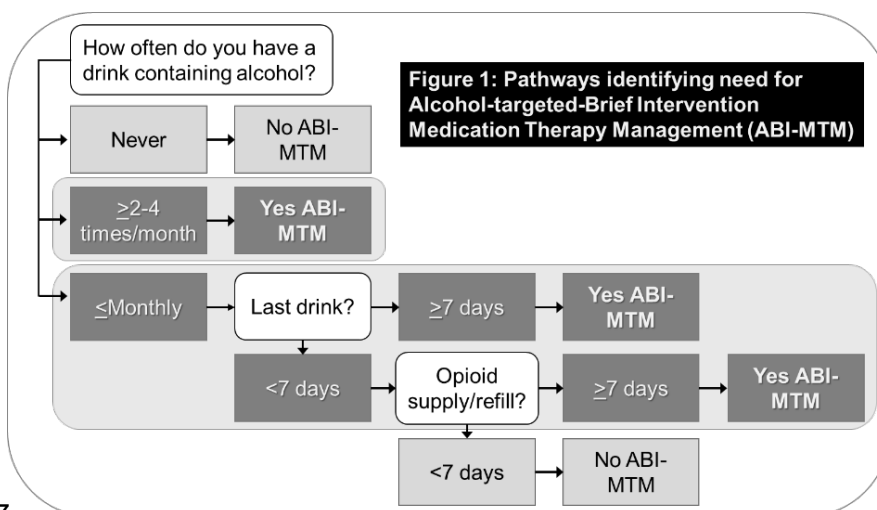 How often do you have a
drink containing alcohol?
Figure 1: Pathways identifying need for
Alcohol-targeted-Brief Intervention
Medication Therapy Management (ABI-MTM)
Never
No ABI-
MTM
≥2-4
times/month
Yes ABI-
MTM
≤Monthly
Last drink?
≥7 days
Yes ABI-
MTM
<7 days
Opioid
supply/refill?
≥7 days
Yes ABI-
MTM
<7 days
No ABI-
MTM